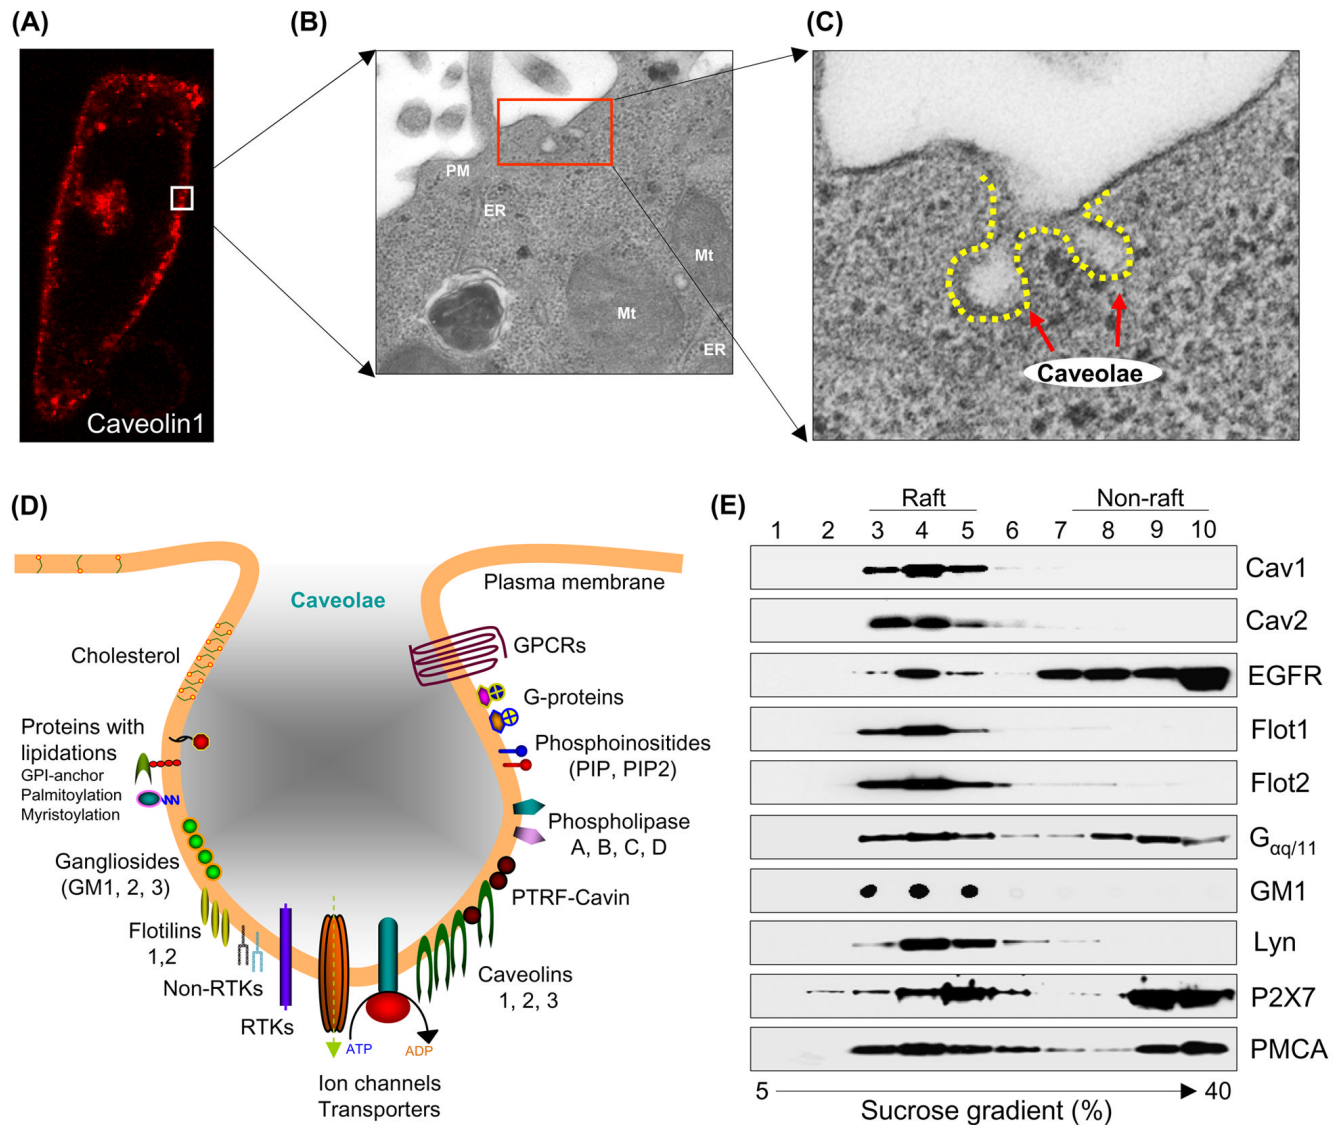 (A)
Caveolin1
(B)
PM
ER
Mt
Mt
ER
(C)
Caveolae
(D)
Caveolae
Plasma membrane
Cholesterol
GPCRs
G-proteins
Proteins with
lipidations
GPI-anchor
Palmitoylation
Myristoylation
Phosphoinositides
(PIP, PIP2)
Phospholipase
A, B, C, D
Gangliosides
(GM1, 2, 3)
PTRF-Cavin
Flotilins
1,2
Non-RTKs
RTKs
Caveolins
1, 2, 3
ATP
ADP
Ion channels
Transporters
(E)
Raft
Non-raft
1 2 3 4 5 6 7 8 9 10
Cav1
Cav2
EGFR
Flot1
Flot2
Gαq/11
GM1
Lyn
P2X7
PMCA
5 40
Sucrose gradient (%)